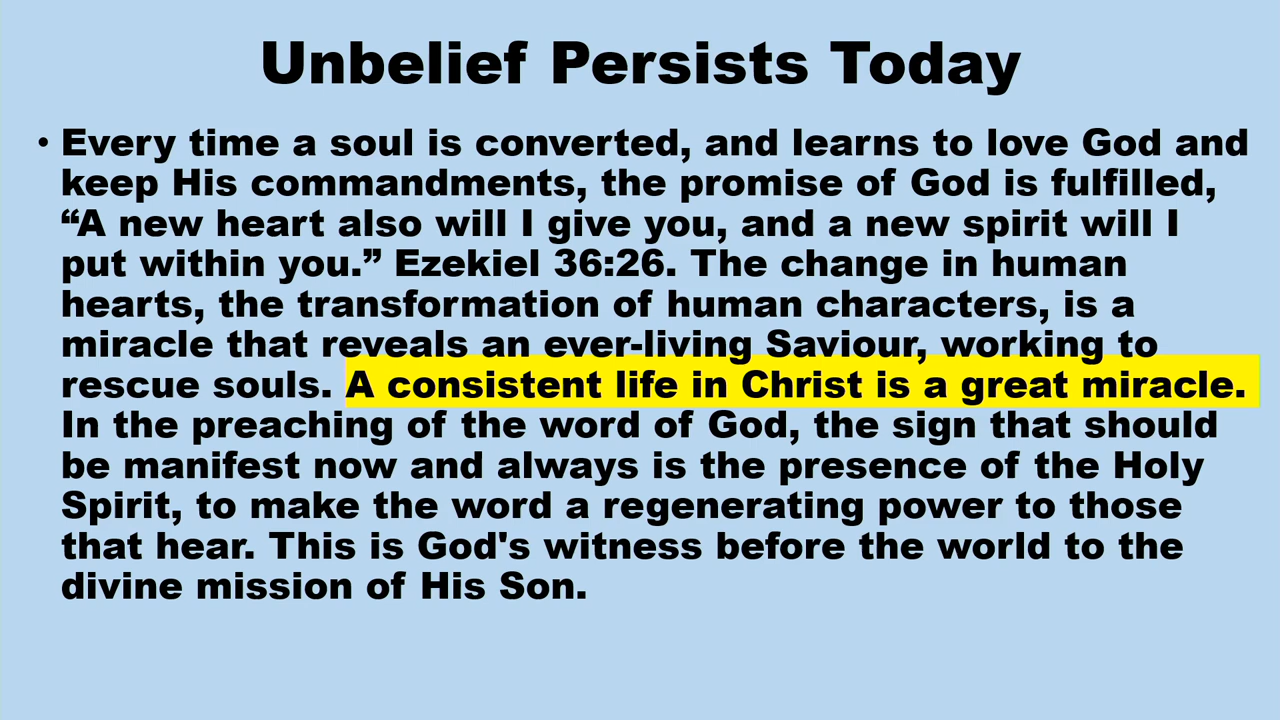 Unbelief Persists Today
• Every time a soul is converted, and learns to love God and
keep His commandments, the promise of God is fulfilled,
“A new heart also will I give you, and a new spirit will I
put within you.” Ezekiel 36:26. The change in human
hearts, the transformation of human characters, is a
miracle that reveals an ever-living Saviour, working to
rescue souls. A consistent life in Christ is a great miracle.
In the preaching of the word of God, the sign that should
be manifest now and always is the presence of the Holy
Spirit, to make the word a regenerating power to those
that hear. This is God's witness before the world to the
divine mission of His Son.